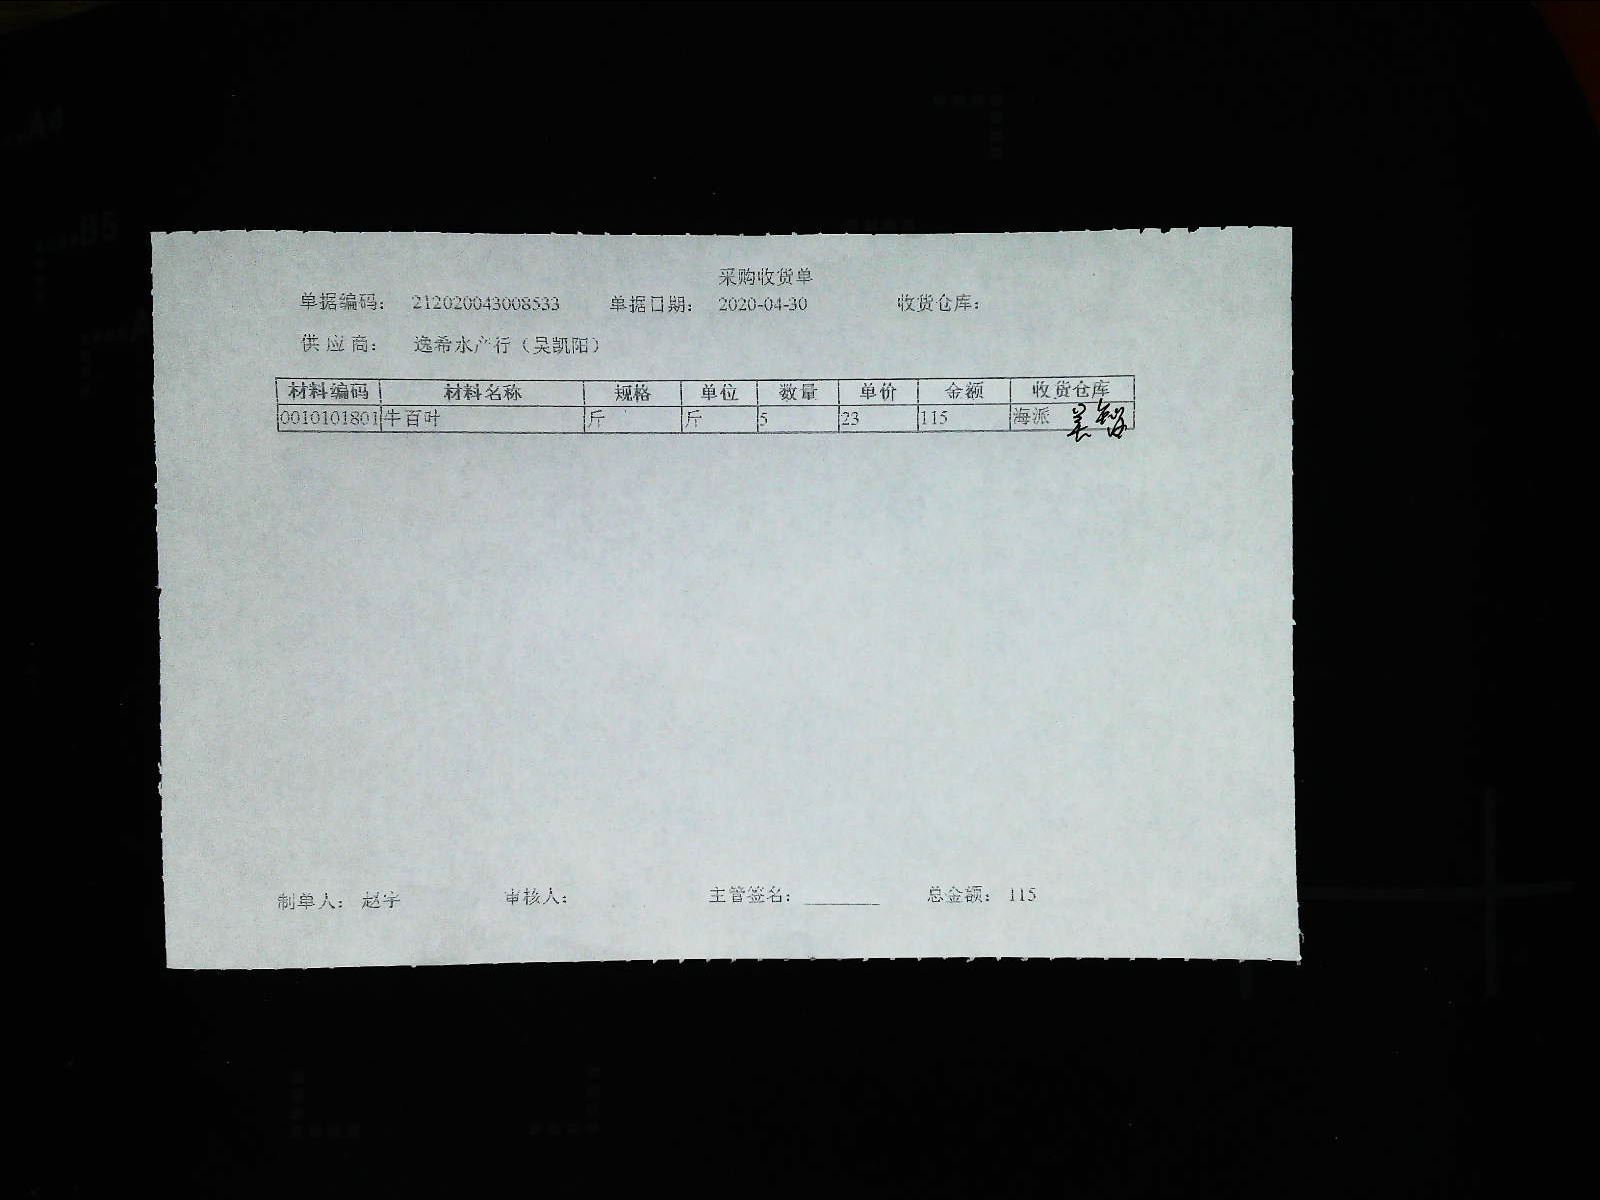 采购收货单
单据编码： 212020043008533 单据日期： 2020-04-30 收货仓库：
供 应 商： 逸希水产行（吴凯阳）
材料编码 材料名称 规格 单位 数量 单价 金额 收货仓库
0010101801 牛百叶 斤 斤 5 23 115 海派
制单人： 赵宇 审核人： 主管签名： ________ 总金额： 115